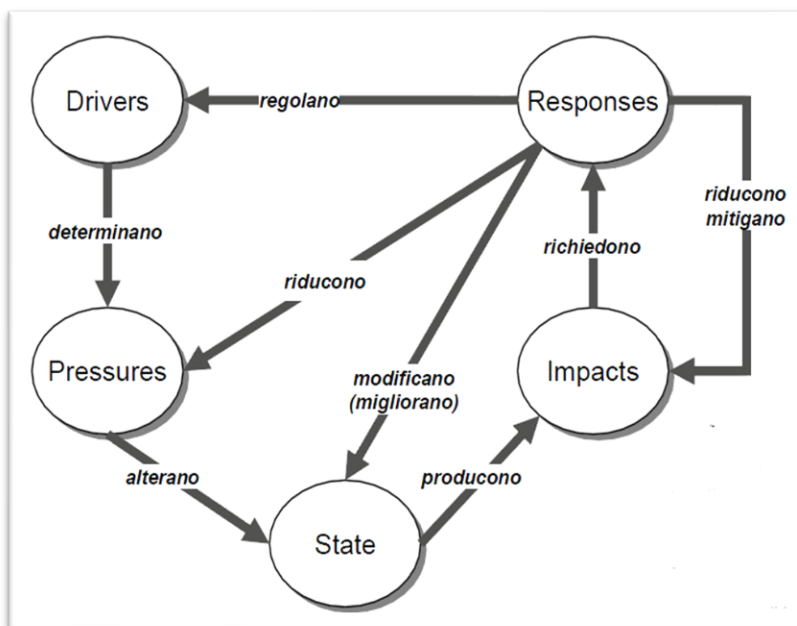 Drivers
regolano
Responses
determinano
riducono
mitigano
richiedono
riducono
Pressures
modificano
(migliorano)
Impacts
alterano
producono
State